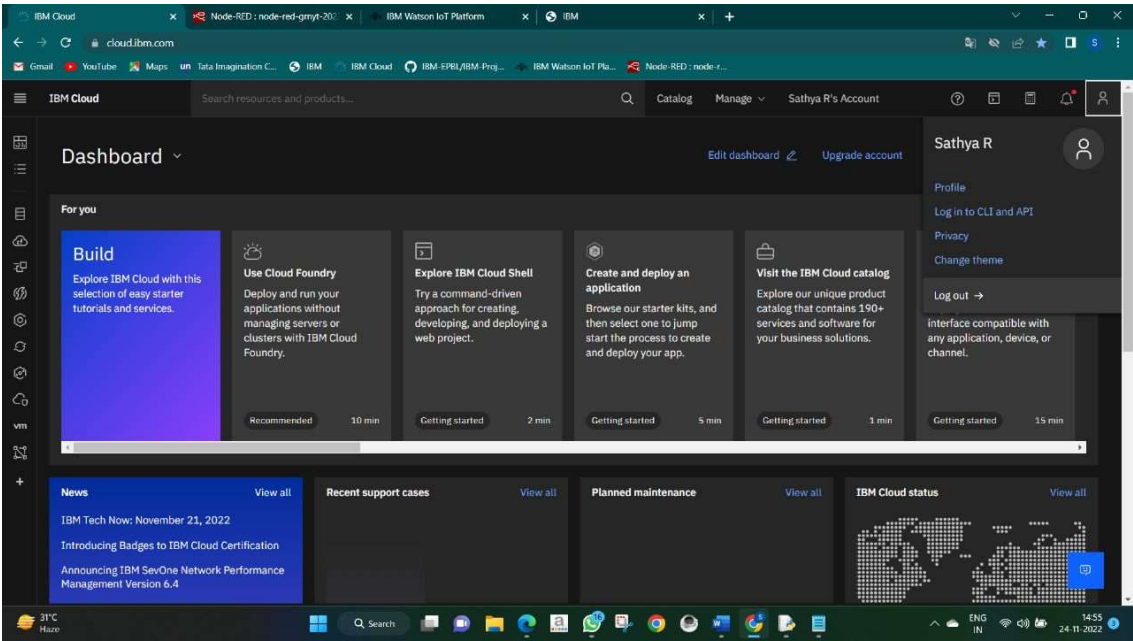 IBM Cloud
Node-RED : node-red-grnyt-202
IBM Watson IoT Platform
IBM
cloud.ibm.com
S
Gmail
YouTube
Maps
un Tata Imagination C...
IBM
IBM Cloud
IBM-EPBL/IBM-Proj...
IBM Watson IoT Pla...
Node-RED : node-r...
IBM Cloud
Search resources and products...
Catalog
Manage
Sathya R's Account
Dashboard
Edit dashboard
Upgrade account
Sathya R
Profile
Log in to CLI and API
Privacy
Change theme
Log out →
For you
Build
Explore IBM Cloud with this
selection of easy starter
tutorials and services.
Use Cloud Foundry
Deploy and run your
applications without
managing servers or
clusters with IBM Cloud
Foundry.
Recommended
10 min
Explore IBM Cloud Shell
Try a command-driven
approach for creating,
developing, and deploying a
web project.
Getting started
2 min
Create and deploy an
application
Browse our starter kits, and
then select one to jump
start the process to create
and deploy your app.
Getting started
5 min
Visit the IBM Cloud catalog
Explore our unique product
catalog that contains 190+
services and software for
your business solutions.
Getting started
1 min
interface compatible with
any application, device, or
channel.
Getting started
15 min
vm
News
View all
IBM Tech Now: November 21, 2022
Introducing Badges to IBM Cloud Certification
Announcing IBM SevOne Network Performance
Management Version 6.4
Recent support cases
View all
Planned maintenance
View all
IBM Cloud status
View all
31°C
Haze
Search
ENG
IN
14:55
24-11-2022